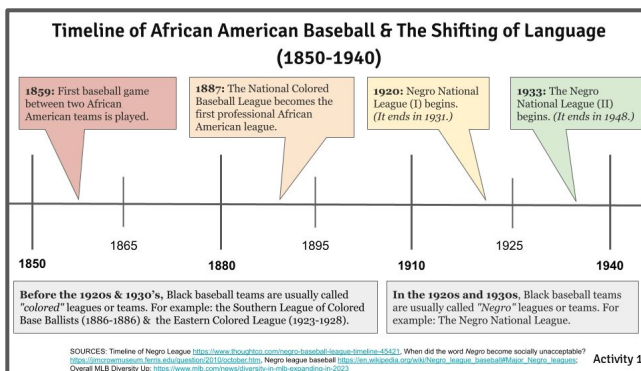 Timeline of African American Baseball & The Shifting of Language
(1850-1940)
1859: First baseball game
between two African
American teams is played.
1887: The National Colored
Baseball League becomes the
first professional African
American league.
1920: Negro National
League (I) begins.
(It ends in 1931.)
1933: The Negro
National League (II)
begins. (It ends in 1948.)
1850
1865
1880
1895
1910
1925
1940
Before the 1920s & 1930's, Black baseball teams are usually called
"colored" leagues or teams. For example: the Southern League of Colored
Base Ballists (1886-1886) & the Eastern Colored League (1923-1928).
In the 1920s and 1930s, Black baseball teams
are usually called "Negro" leagues or teams. For
example: The Negro National League.
SOURCES: Timeline of Negro League https://www.thoughtco.com/negro-baseball-league-timeline-45421, When did the word Negro become socially unacceptable?
https://jimcrowmuseum.ferris.edu/question/2010/october.htm, Negro league baseball https://en.wikipedia.org/wiki/Negro_league_baseball#Major_Negro_leagues;
Overall MLB Diversity Up: https://www.mlb.com/news/diversity-in-mlb-expanding-in-2023
Activity 1